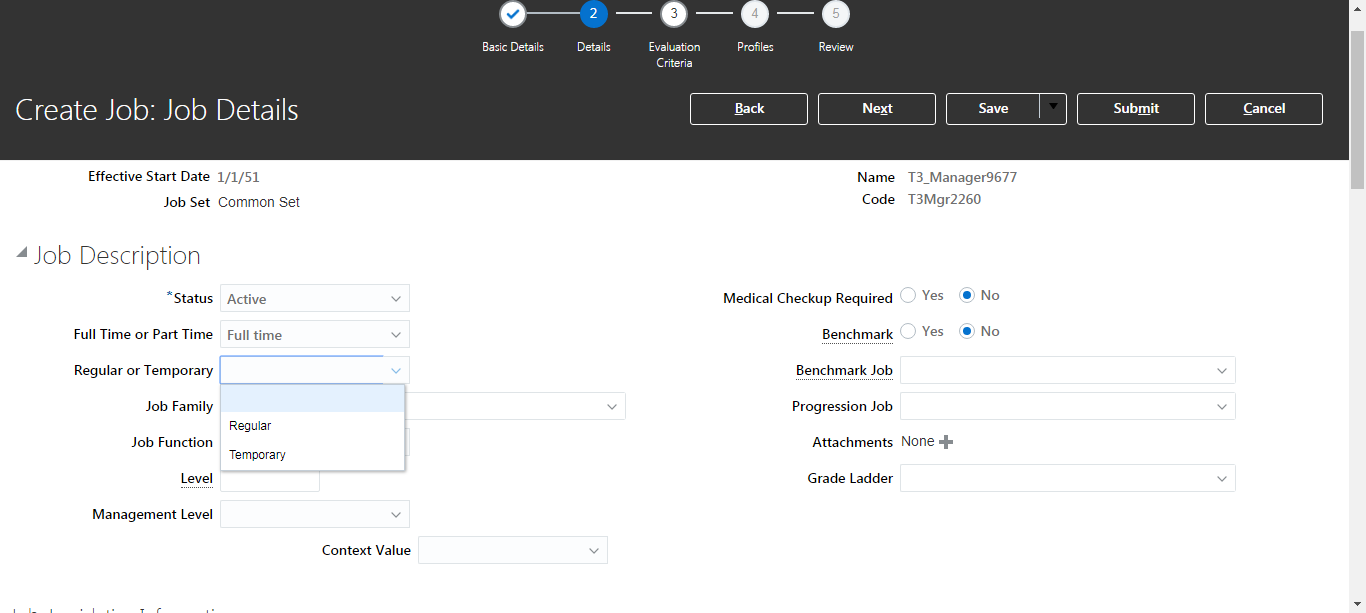 2 3 4 5
Basic Details Details Evaluation Criteria Profiles Review
Create Job: Job Details Back Next Save Submit Cancel
Effective Start Date 1/1/51 Name T3_Manager9677
Job Set Common Set Code T3Mgr2260
Job Description
*Status Active Medical Checkup Required Yes No
Full Time or Part Time Full time Benchmark Yes No
Regular or Temporary Benchmark Job
Job Family Progression Job
Regular
Job Function Attachments None
Temporary
Level Grade Ladder
Management Level
Context Value